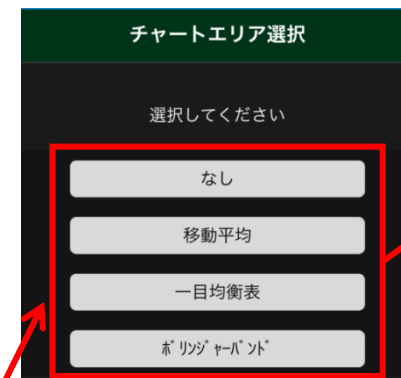 チャートエリア選択
選択してください
なし
移動平均
一目均衡表
ﾎﾞﾘﾝｼﾞｬｰﾊﾞﾝﾄﾞ